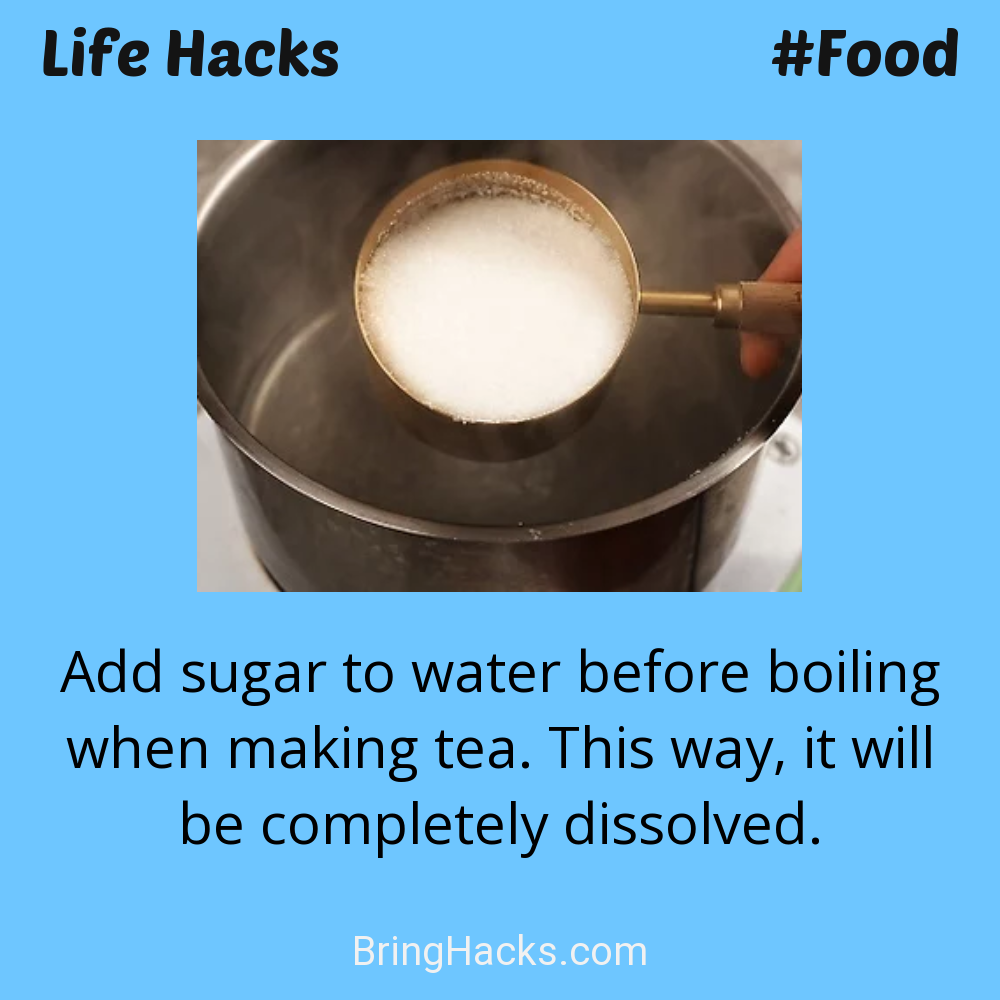 Life Hacks
#Food
Add sugar to water before boiling
when making tea. This way, it will
be completely dissolved.
BringHacks.com